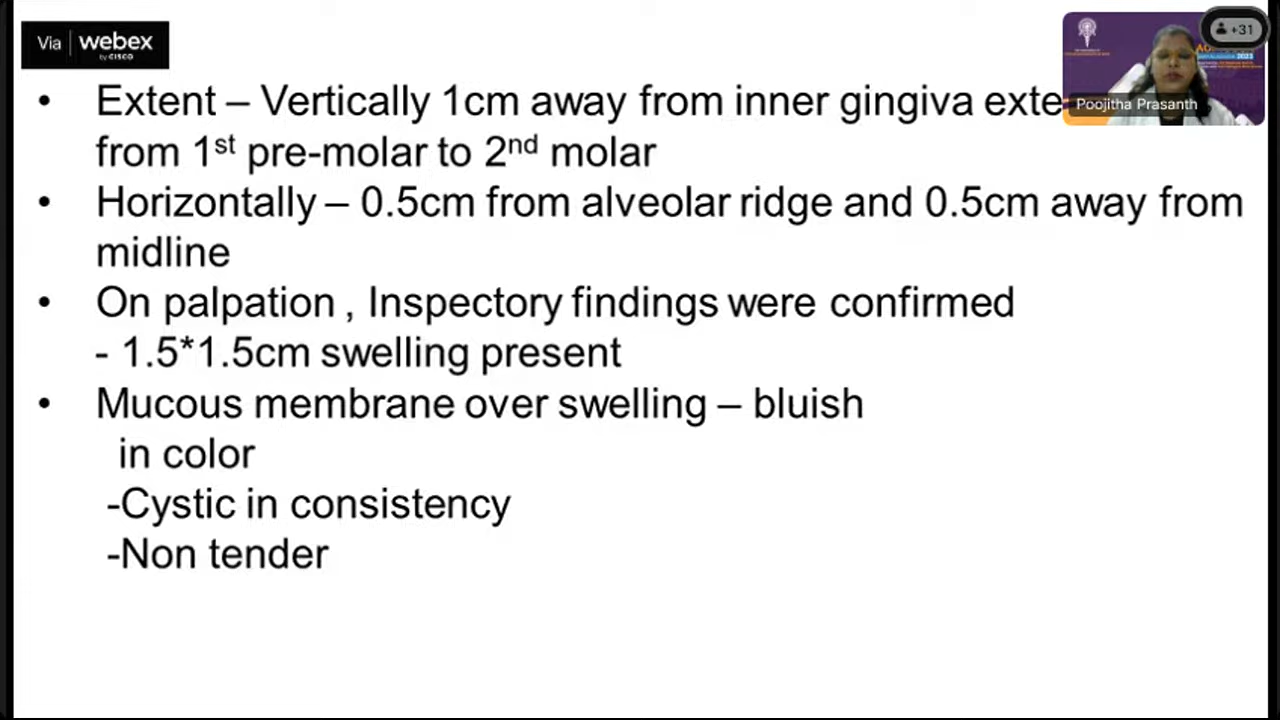 Via webex
by CISCO
+31
2023
Poojitha Prasanth
• Extent – Vertically 1cm away from inner gingiva exte
from 1st pre-molar to 2nd molar
• Horizontally – 0.5cm from alveolar ridge and 0.5cm away from
midline
• On palpation , Inspectory findings were confirmed
- 1.5*1.5cm swelling present
• Mucous membrane over swelling – bluish
in color
-Cystic in consistency
-Non tender